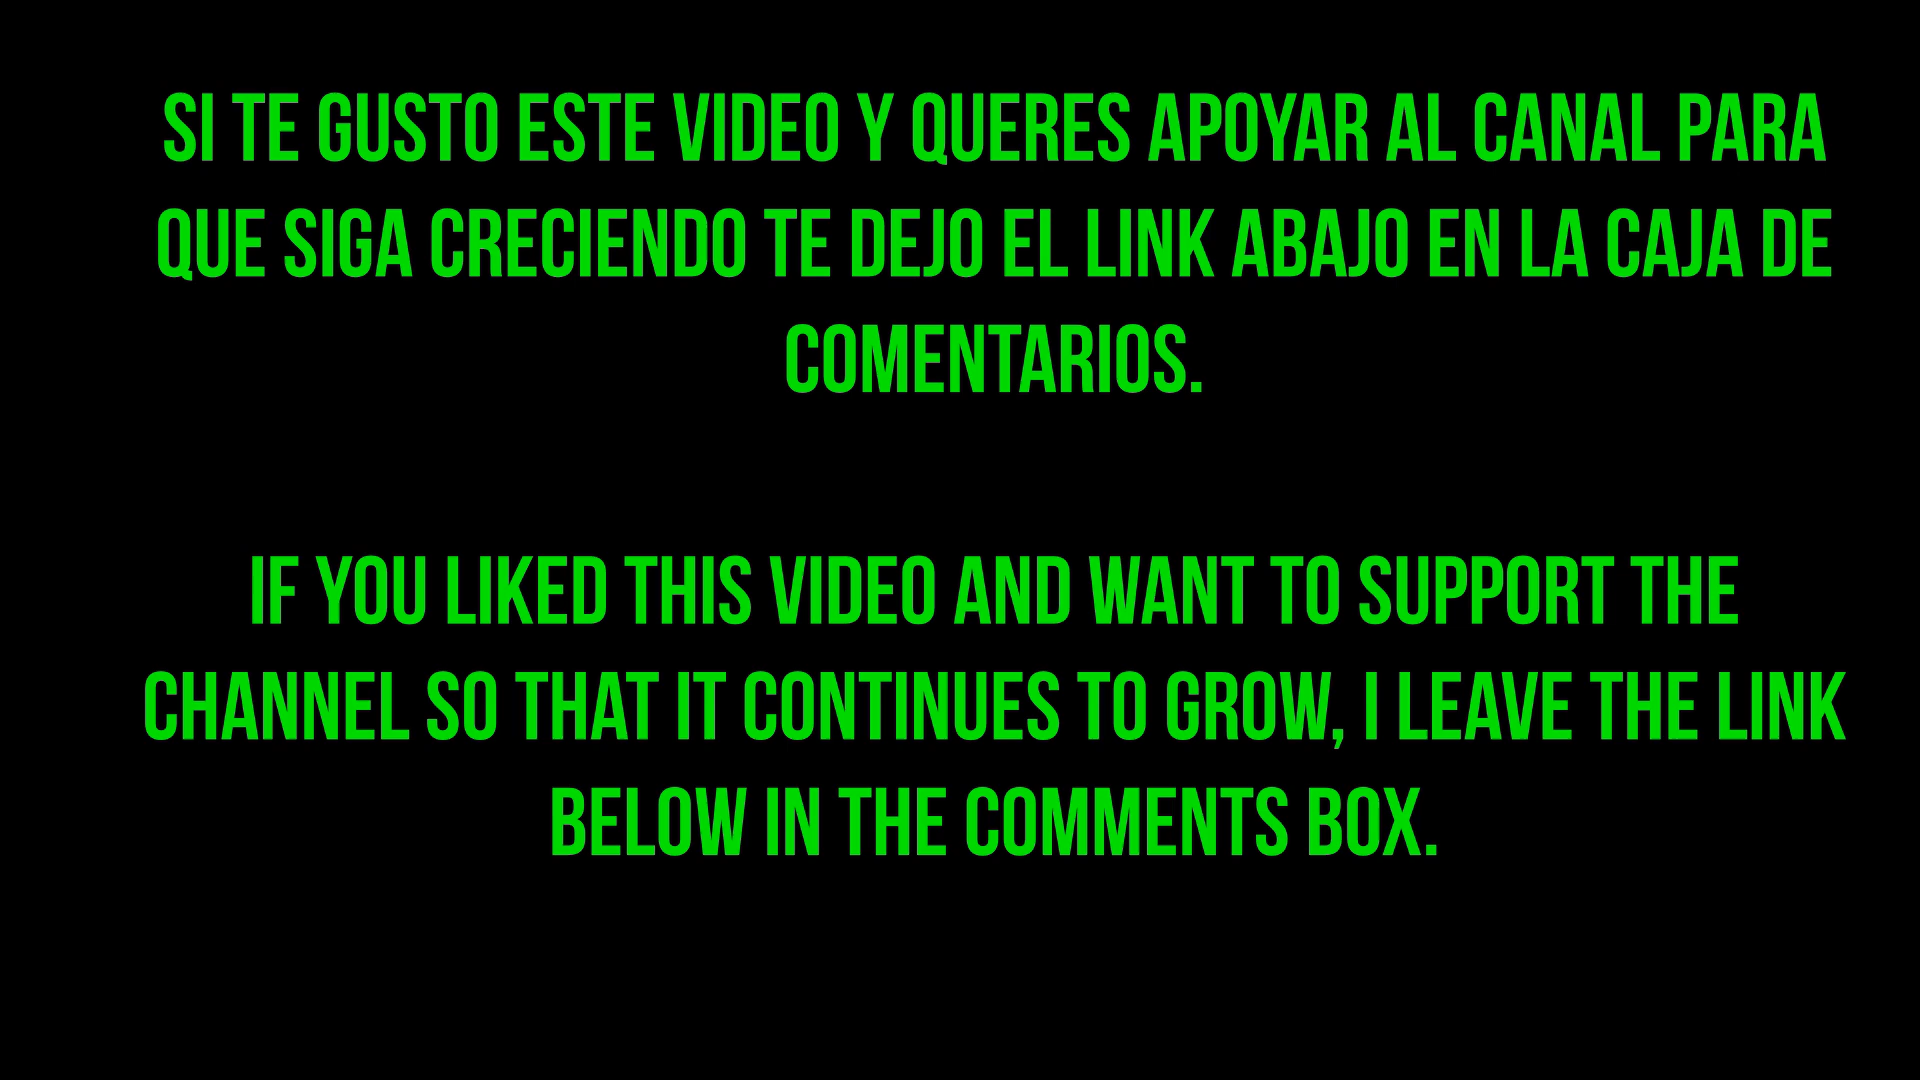 SI TE GUSTO ESTE VIDEO Y QUERES APOYAR AL CANAL PARA
QUE SIGA CRECIENDO TE DEJO EL LINK ABAJO EN LA CAJA DE
COMENTARIOS.
IF YOU LIKED THIS VIDEO AND WANT TO SUPPORT THE
CHANNEL SO THAT IT CONTINUES TO GROW, I LEAVE THE LINK
BELOW IN THE COMMENTS BOX.